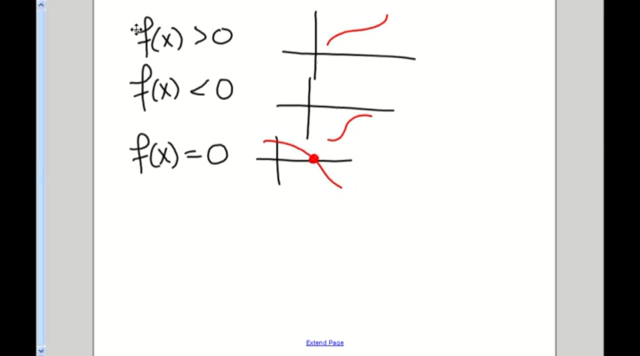 f(x) > 0
f(x) < 0
f(x) = 0
Extend Page